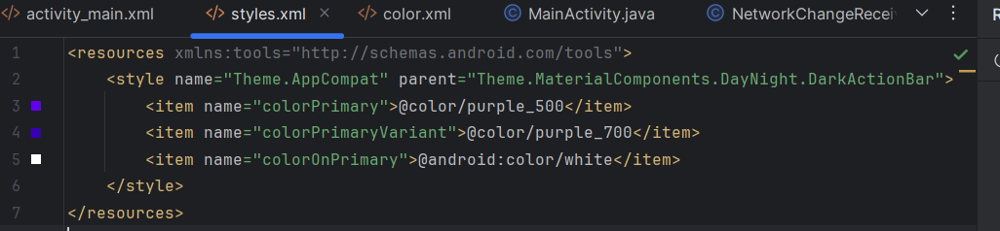 activity_main.xml styles.xml color.xml MainActivity.java NetworkChangeRecei
1 <resources xmlns:tools="http://schemas.android.com/tools">
2 <style name="Theme.AppCompat" parent="Theme.MaterialComponents.DayNight.DarkActionBar">
3 <item name="colorPrimary">@color/purple_500</item>
4 <item name="colorPrimaryVariant">@color/purple_700</item>
5 <item name="colorOnPrimary">@android:color/white</item>
6 </style>
7 </resources>